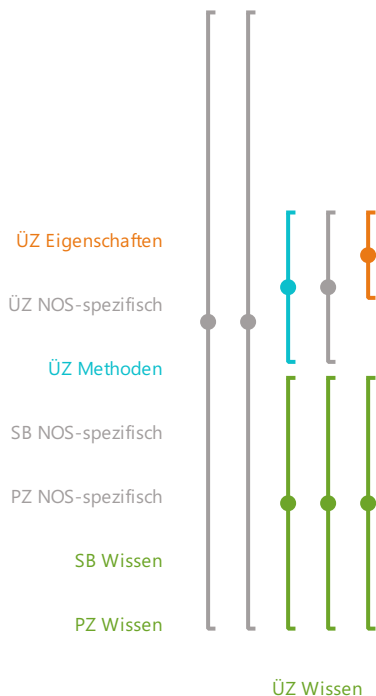 ÜZ Eigenschaften
ÜZ NOS-spezifisch
ÜZ Methoden
SB NOS-spezifisch
PZ NOS-spezifisch
SB Wissen
PZ Wissen
ÜZ Wissen